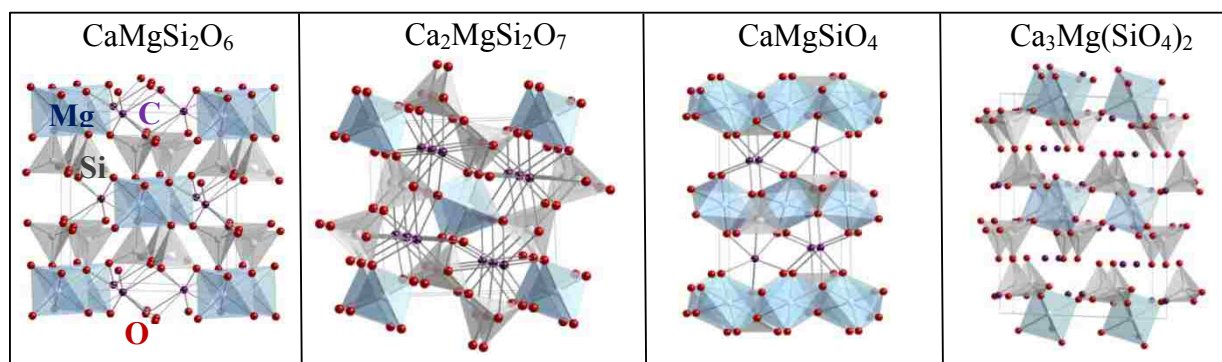 CaMgSi₂O₆
Ca₂MgSi₂O₇
CaMgSiO₄
Ca₃Mg(SiO₄)₂
Mg
C
Si
O